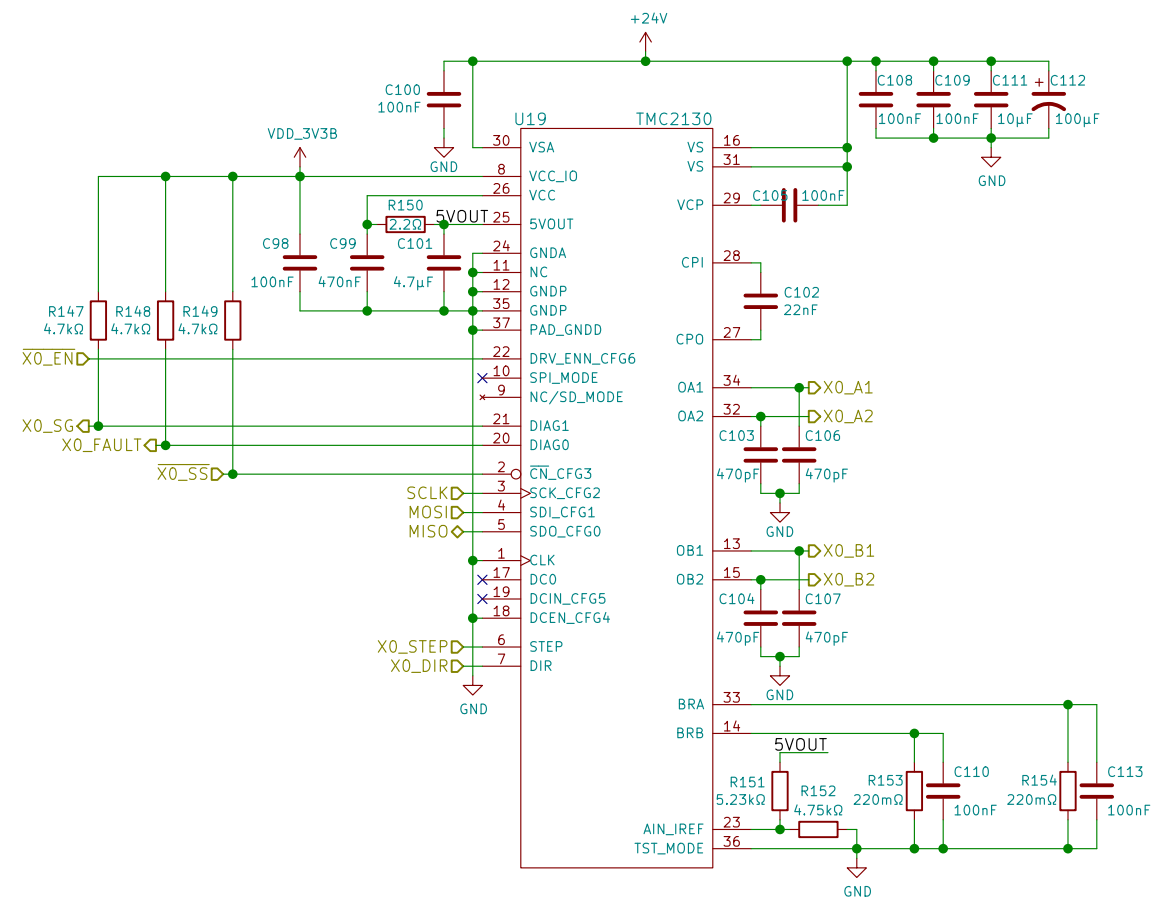 +24V
C100
100nF
GND
C108
100nF
C109
100nF
C111
10µF
+
C112
100µF
GND
VDD_3V3B
U19
TMC2130
30
VSA
8
VCC_IO
26
VCC
25
5VOUT
24
GNDA
11
NC
12
GNDP
35
GNDP
37
PAD_GNDD
22
DRV_ENN_CFG6
10
SPI_MODE
9
NC/SD_MODE
21
DIAG1
20
DIAG0
2
CN_CFG3
3
SCK_CFG2
4
SDI_CFG1
5
SDO_CFG0
1
CLK
17
DC0
19
DCIN_CFG5
18
DCEN_CFG4
6
STEP
7
DIR
VS
16
VS
31
VCP
29
CPI
28
CPO
27
OA1
34
OA2
32
OB1
13
OB2
15
BRA
33
BRB
14
AIN_IREF
23
TST_MODE
36
R150
2.2Ω
5VOUT
C98
100nF
C99
470nF
C101
4.7µF
R147
4.7kΩ
R148
4.7kΩ
R149
4.7kΩ
X0_EN
X0_SG
X0_FAULT
X0_SS
SCLK
MOSI
MISO
X0_STEP
X0_DIR
GND
C105
100nF
C102
22nF
X0_A1
X0_A2
C103
470pF
C106
470pF
GND
X0_B1
X0_B2
C104
470pF
C107
470pF
GND
5VOUT
R151
5.23kΩ
R152
4.75kΩ
R153
220mΩ
C110
100nF
R154
220mΩ
C113
100nF
GND